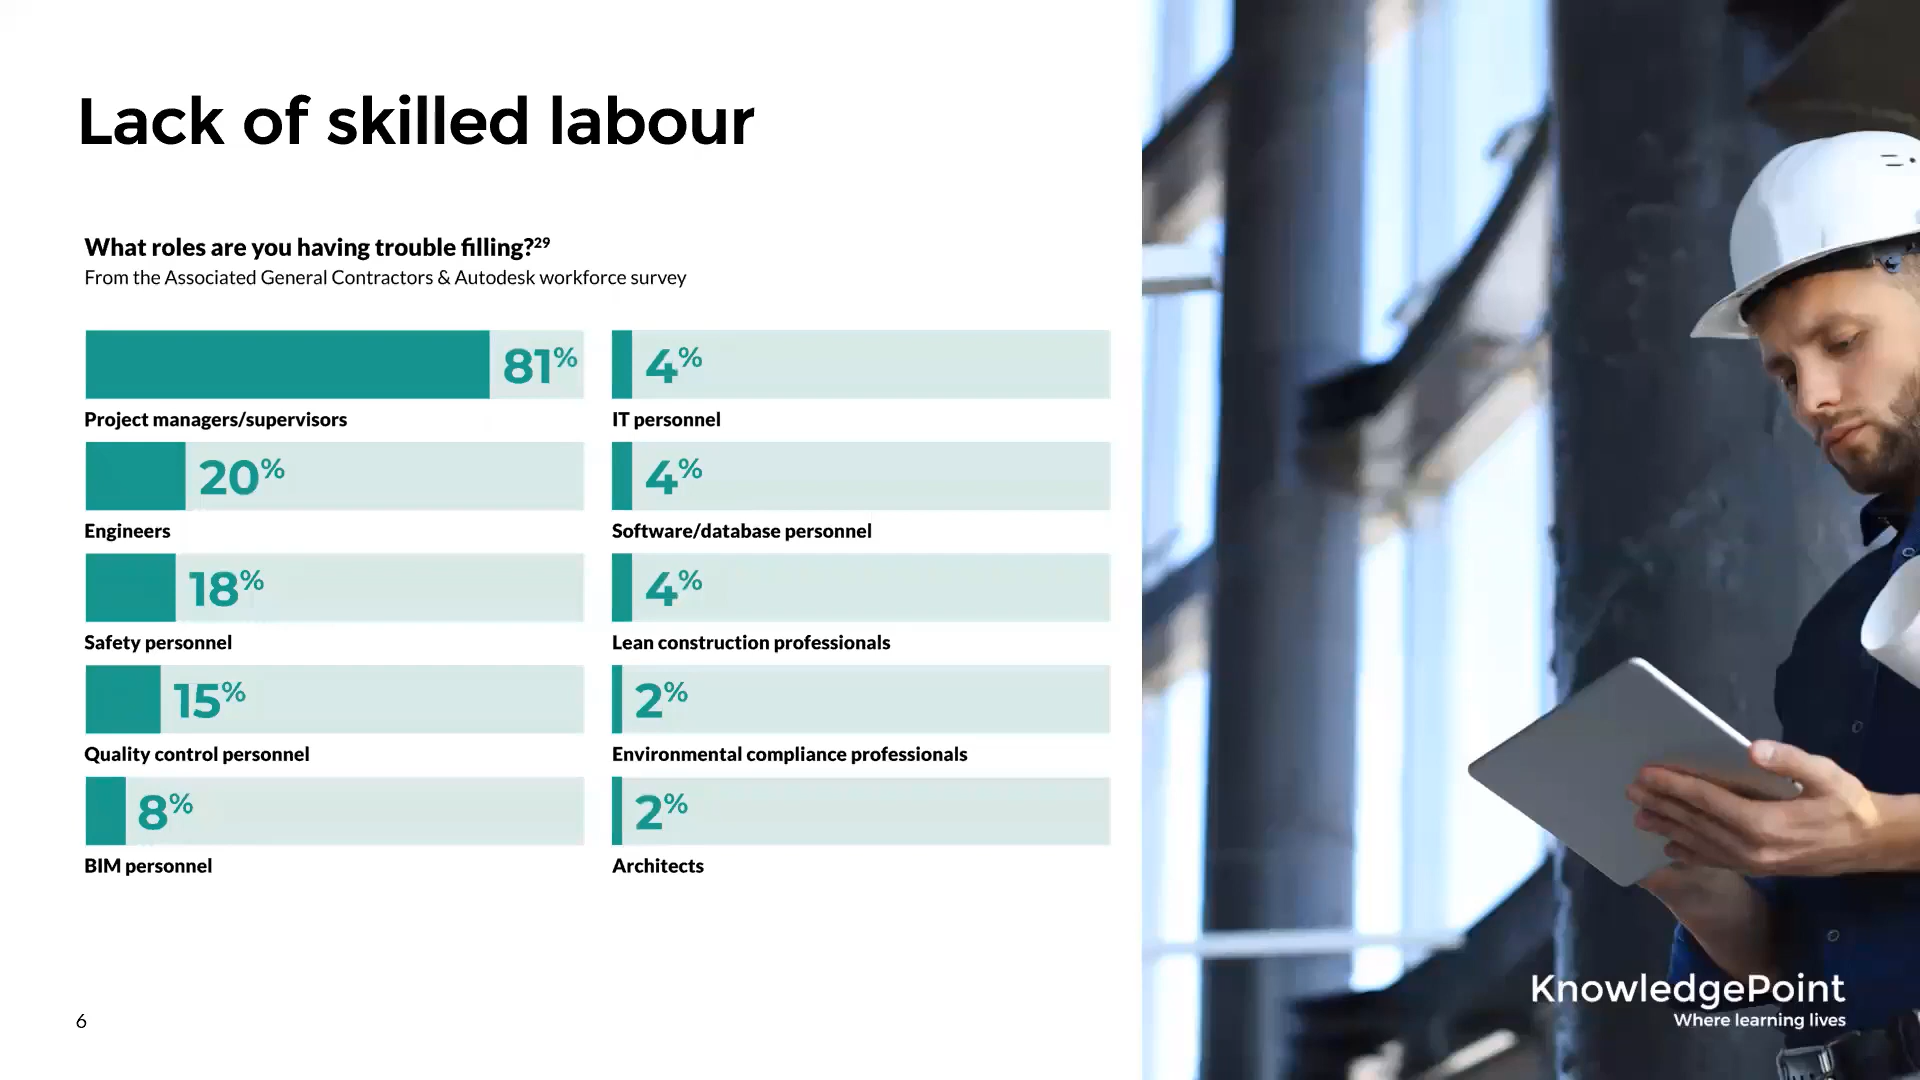 Lack of skilled labour
What roles are you having trouble filling?29
From the Associated General Contractors & Autodesk workforce survey
81%
Project managers/supervisors
20%
Engineers
18%
Safety personnel
15%
Quality control personnel
8%
BIM personnel
4%
IT personnel
4%
Software/database personnel
4%
Lean construction professionals
2%
Environmental compliance professionals
2%
Architects
6
KnowledgePoint
Where learning lives